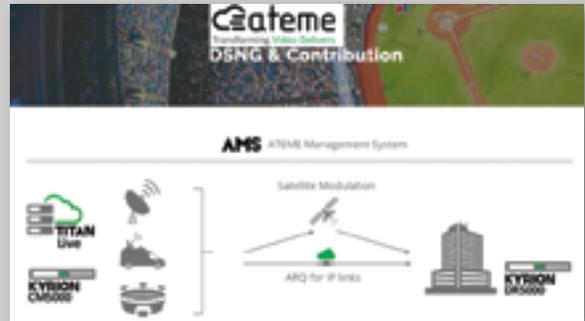 ateme
Transforming Video Delivery
DSNG & Contribution
AMS ATEME Management System
Satellite Modulation
TITAN
Live
ARQ for IP links
KYRION
CM5000
KYRION
DR5000